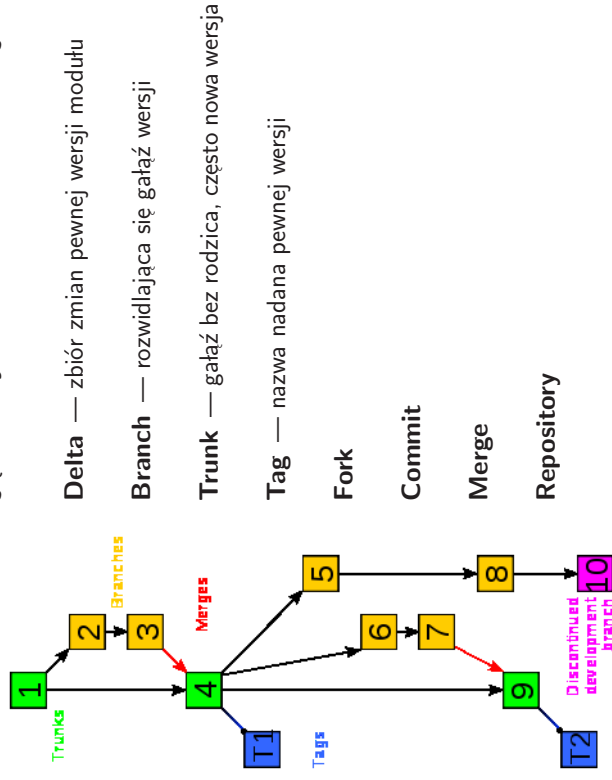 Delta — zbiór zmian pewnej wersji modułu
Branch — rozwidlająca się gałąź wersji
Trunk — gałąź bez rodzica, często nowa wersja
Tag — nazwa nadana pewnej wersji
Fork
Commit
Merge
Repository
Trunks
1
2
Branches
3
Merges
4
T1
Tags
5
6
7
8
9
T2
10
Discontinued
development
branch